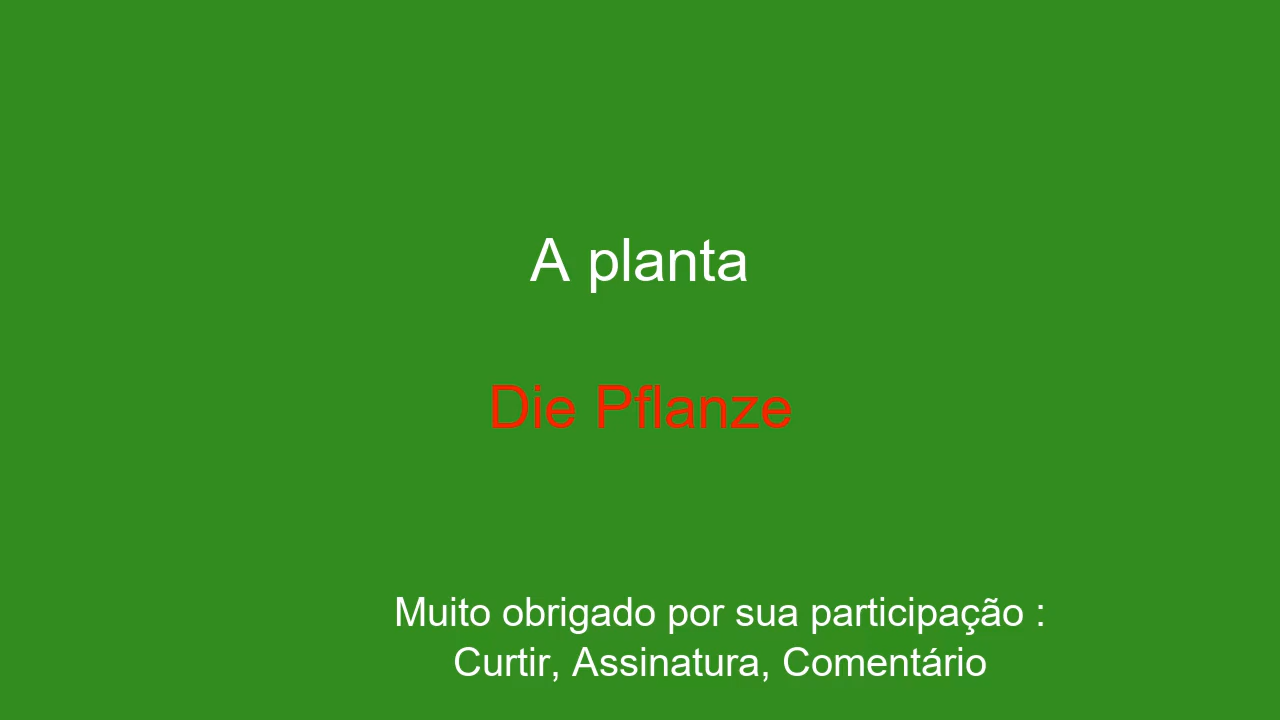 A planta
Die Pflanze
Muito obrigado por sua participação :
Curtir, Assinatura, Comentário